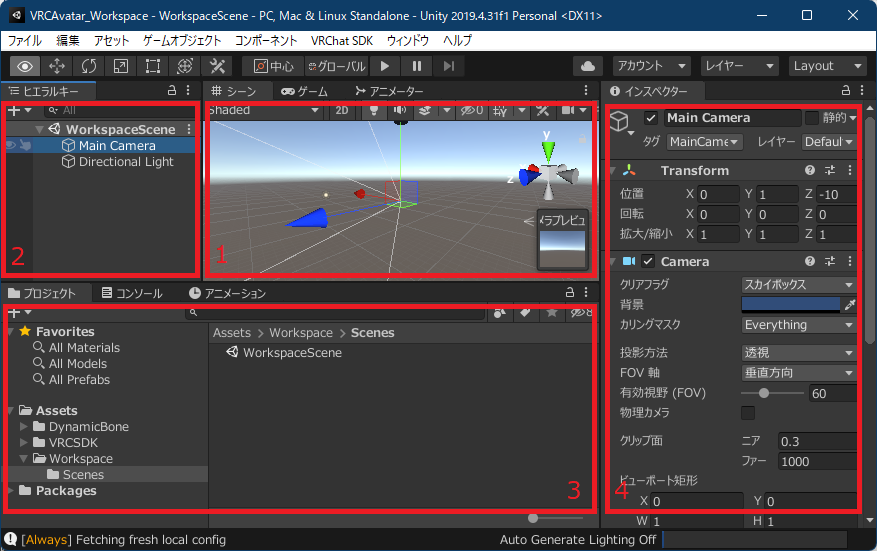 VRCAvatar_Workspace - WorkspaceScene - PC, Mac & Linux Standalone - Unity 2019.4.31f1 Personal <DX11>
ファイル 編集 アセット ゲームオブジェクト コンポーネント VRChat SDK ウィンドウ ヘルプ
中心 グローバル アカウント レイヤー Layout
ヒエラルキー
All
WorkspaceScene
Main Camera
Directional Light
2
シーン ゲーム アニメーター
Shaded 2D 0
y
z
メラプレビュ
1
プロジェクト コンソール アニメーション
8
Favorites
All Materials
All Models
All Prefabs
Assets
DynamicBone
VRCSDK
Workspace
Scenes
Packages
Assets > Workspace > Scenes
WorkspaceScene
3
インスペクター
Main Camera 静的
タグ MainCame レイヤー Defaul
Transform
位置 X 0 Y 1 Z -10
回転 X 0 Y 0 Z 0
拡大/縮小 X 1 Y 1 Z 1
Camera
クリアフラグ スカイボックス
背景
カリングマスク Everything
投影方法 透視
FOV 軸 垂直方向
有効視野 (FOV) 60
物理カメラ
クリップ面 ニア 0.3
ファー 1000
ビューポート矩形
X 0 Y 0
W 1 H 1
4
[Always] Fetching fresh local config
Auto Generate Lighting Off